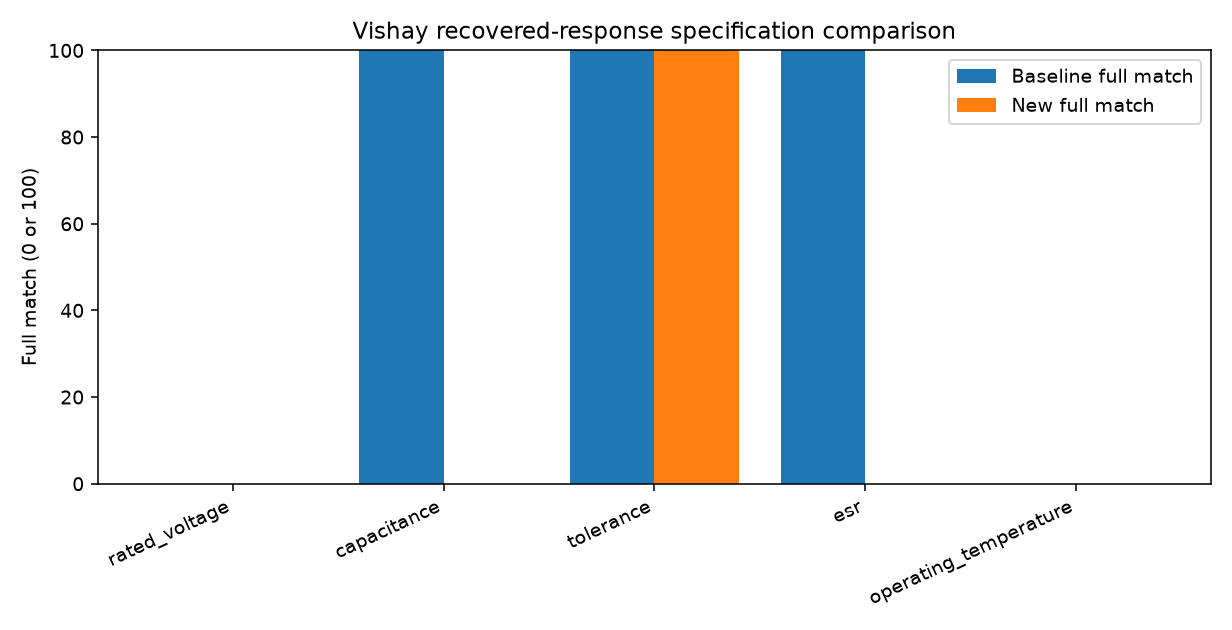 Vishay recovered-response specification comparison
Full match (0 or 100)
100
80
60
40
20
0
Baseline full match
New full match
rated_voltage
capacitance
tolerance
esr
operating_temperature